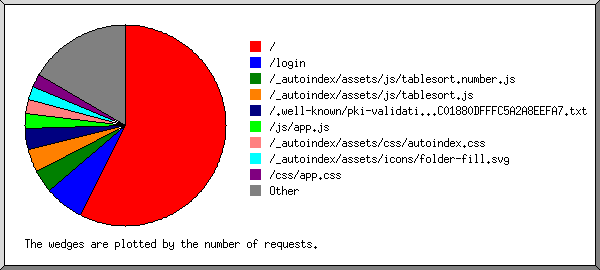 /
/login
/_autoindex/assets/js/tablesort.number.js
/_autoindex/assets/js/tablesort.js
/.well-known/pki-validati...C01880DFFFC5A2A8EEFA7.txt
/js/app.js
/_autoindex/assets/css/autoindex.css
/_autoindex/assets/icons/folder-fill.svg
/css/app.css
Other
The wedges are plotted by the number of requests.